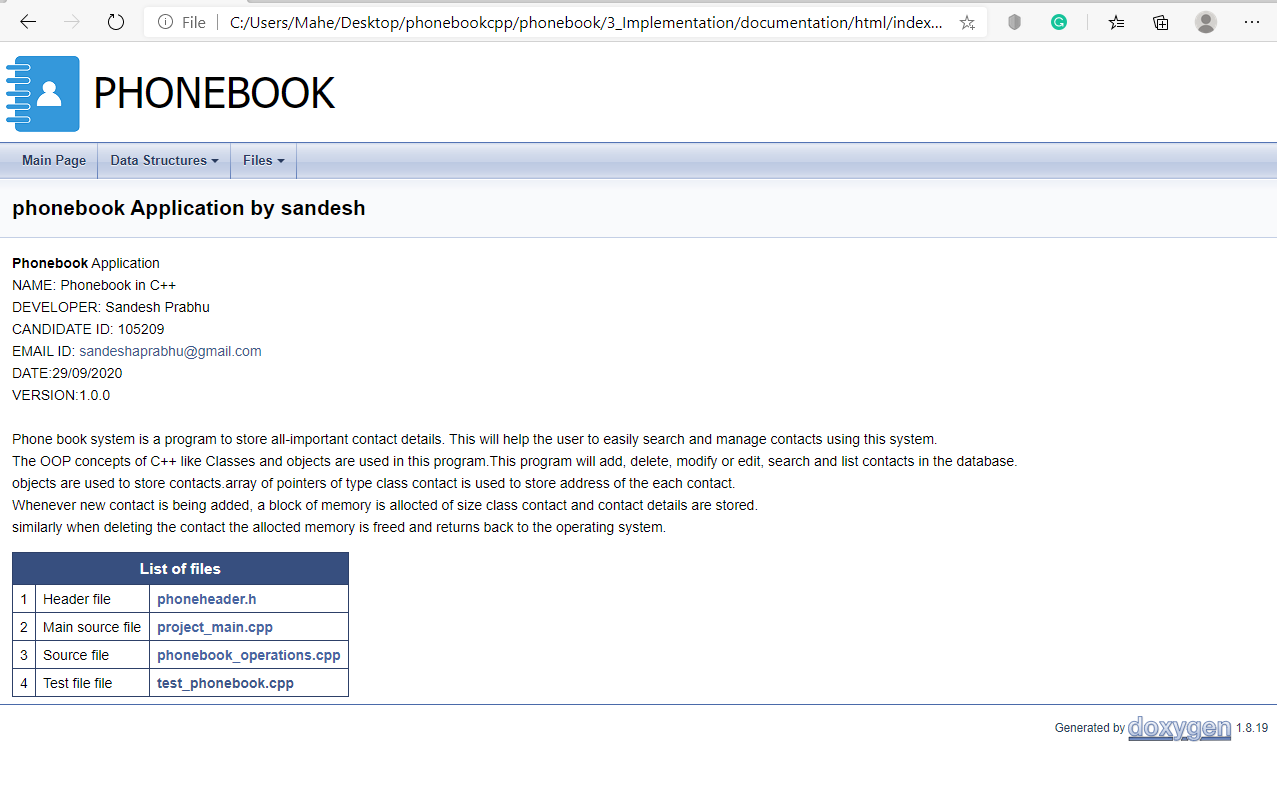 File C:/Users/Mahe/Desktop/phonebookcpp/phonebook/3_Implementation/documentation/html/index...
PHONEBOOK
Main Page Data Structures Files
phonebook Application by sandesh
Phonebook Application
NAME: Phonebook in C++
DEVELOPER: Sandesh Prabhu
CANDIDATE ID: 105209
EMAIL ID: sandeshaprabhu@gmail.com
DATE:29/09/2020
VERSION:1.0.0
Phone book system is a program to store all-important contact details. This will help the user to easily search and manage contacts using this system.
The OOP concepts of C++ like Classes and objects are used in this program.This program will add, delete, modify or edit, search and list contacts in the database.
objects are used to store contacts.array of pointers of type class contact is used to store address of the each contact.
Whenever new contact is being added, a block of memory is allocted of size class contact and contact details are stored.
similarly when deleting the contact the allocted memory is freed and returns back to the operating system.
List of files
1 Header file phoneheader.h
2 Main source file project_main.cpp
3 Source file phonebook_operations.cpp
4 Test file file test_phonebook.cpp
Generated by doxygen 1.8.19